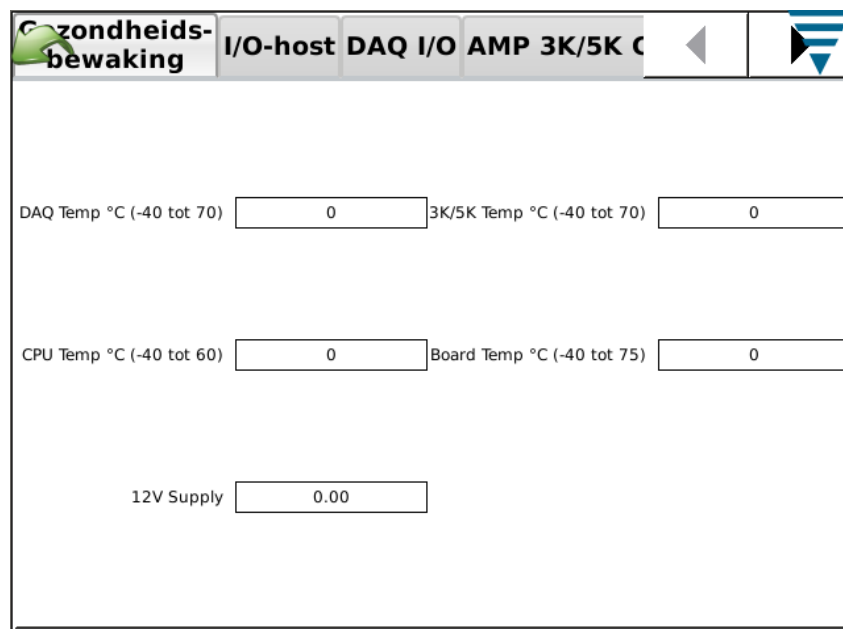 Gezondheids-
bewaking
I/O-host
DAQ I/O
AMP 3K/5K
DAQ Temp °C (-40 tot 70) 0 3K/5K Temp °C (-40 tot 70) 0
CPU Temp °C (-40 tot 60) 0 Board Temp °C (-40 tot 75) 0
12V Supply 0.00